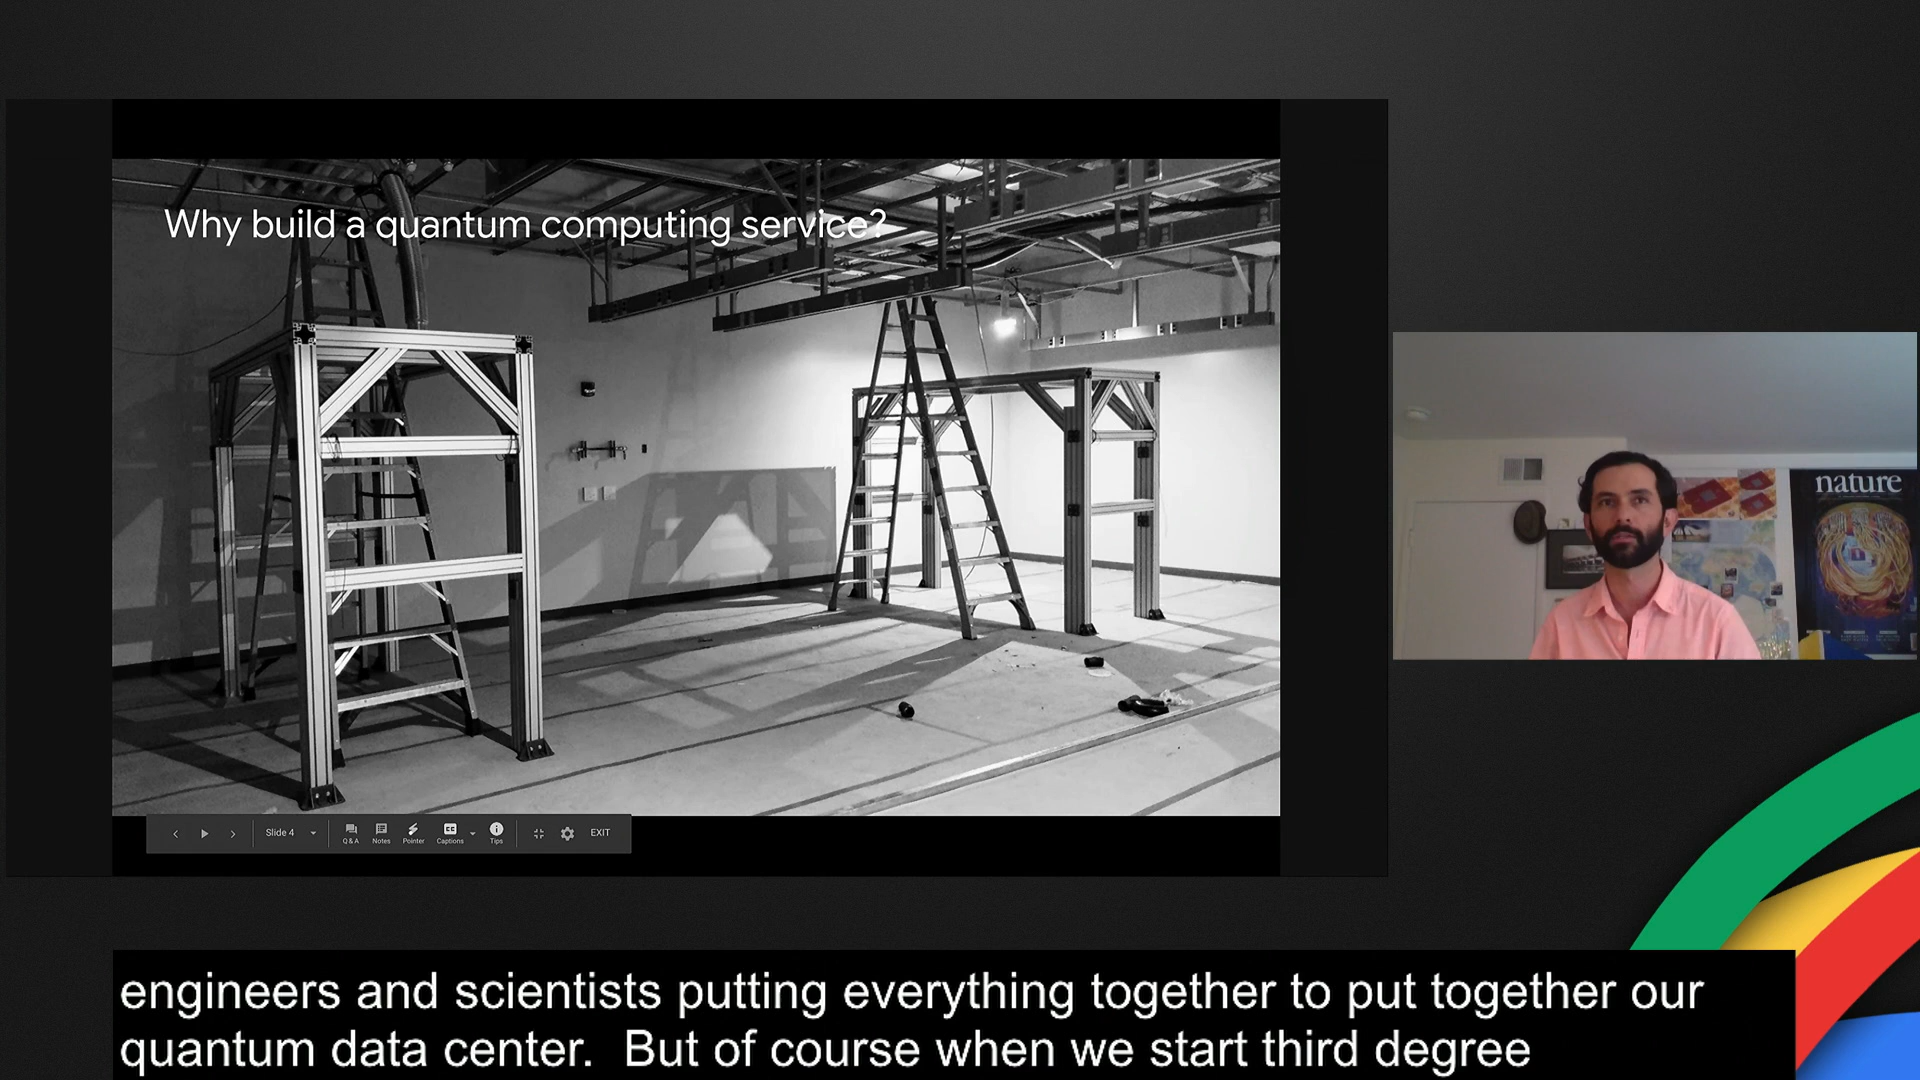 Why build a quantum computing service?
nature
Slide 4
Q & A
Notes
Pointer
Captions
Tips
EXIT
engineers and scientists putting everything together to put together our
quantum data center.  But of course when we start third degree